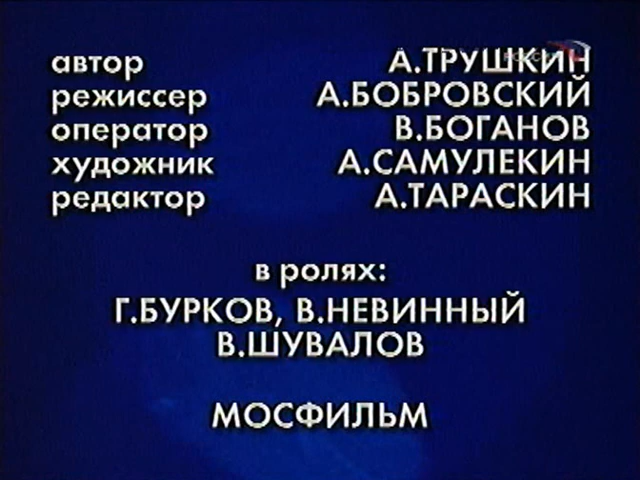 автор А.ТРУШКИН
режиссер А.БОБРОВСКИЙ
оператор В.БОГАНОВ
художник А.САМУЛЕКИН
редактор А.ТАРАСКИН
в ролях:
Г.БУРКОВ, В.НЕВИННЫЙ
В.ШУВАЛОВ
МОСФИЛЬМ